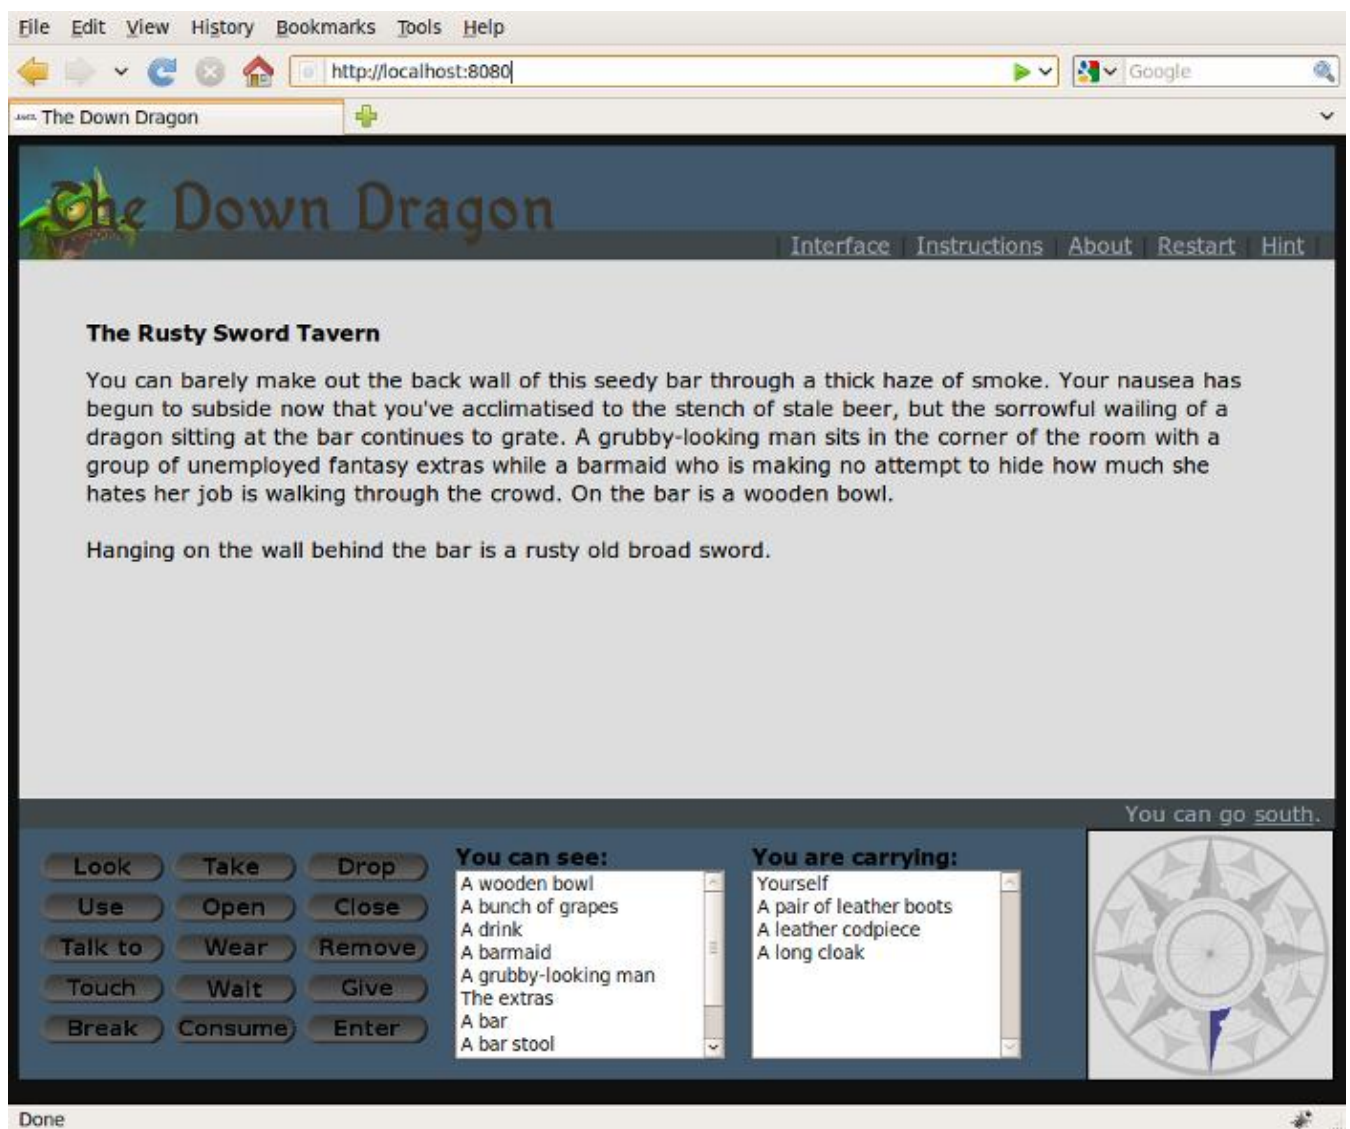 File Edit View History Bookmarks Tools Help
http://localhost:8080
Google
The Down Dragon
The Down Dragon
Interface | Instructions | About | Restart | Hint
The Rusty Sword Tavern
You can barely make out the back wall of this seedy bar through a thick haze of smoke. Your nausea has
begun to subside now that you've acclimatised to the stench of stale beer, but the sorrowful wailing of a
dragon sitting at the bar continues to grate. A grubby-looking man sits in the corner of the room with a
group of unemployed fantasy extras while a barmaid who is making no attempt to hide how much she
hates her job is walking through the crowd. On the bar is a wooden bowl.
Hanging on the wall behind the bar is a rusty old broad sword.
You can go south.
Look Take Drop
Use Open Close
Talk to Wear Remove
Touch Wait Give
Break Consume Enter
You can see:
A wooden bowl
A bunch of grapes
A drink
A barmaid
A grubby-looking man
The extras
A bar
A bar stool
You are carrying:
Yourself
A pair of leather boots
A leather codpiece
A long cloak
Done